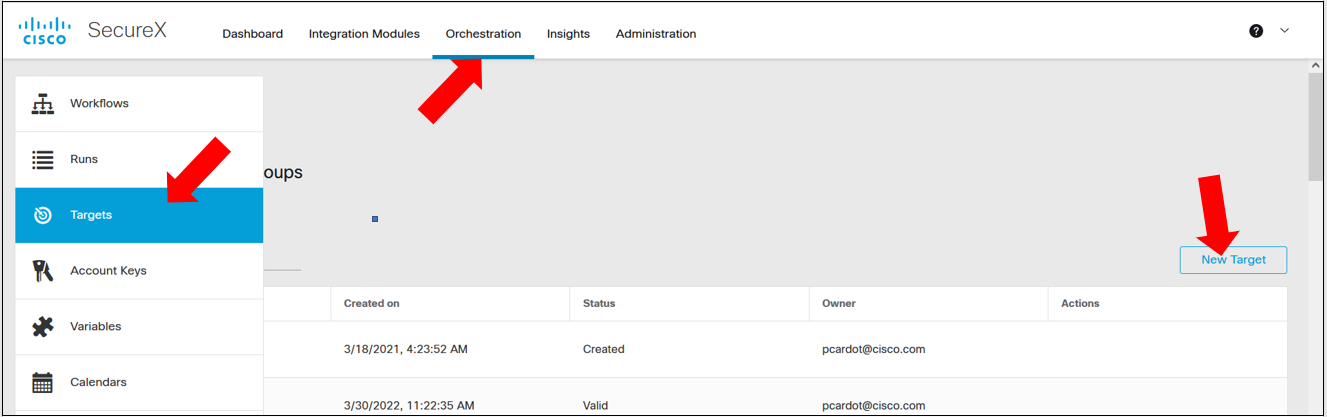 CISCO SecureX Dashboard Integration Modules Orchestration Insights Administration ?
Workflows
Runs
oups
Targets
Account Keys
New Target
Variables
Calendars
Created on Status Owner Actions
3/18/2021, 4:23:52 AM Created pcardot@cisco.com
3/30/2022, 11:22:35 AM Valid pcardot@cisco.com